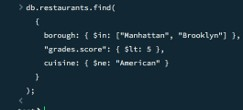 > db.restaurants.find(
{
borough: { $in: ["Manhattan", "Brooklyn"] },
"grades.score": { $lt: 5 },
cuisine: { $ne: "American" }
}
);
<